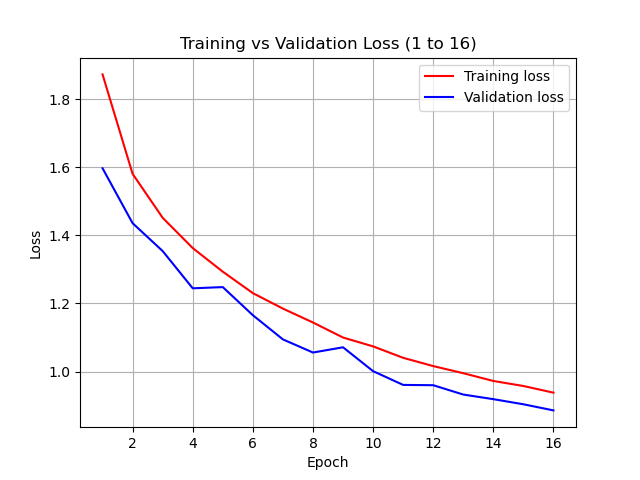 Training vs Validation Loss (1 to 16)
Training loss
Validation loss
1.8
1.6
1.4
1.2
1.0
Loss
2 4 6 8 10 12 14 16
Epoch